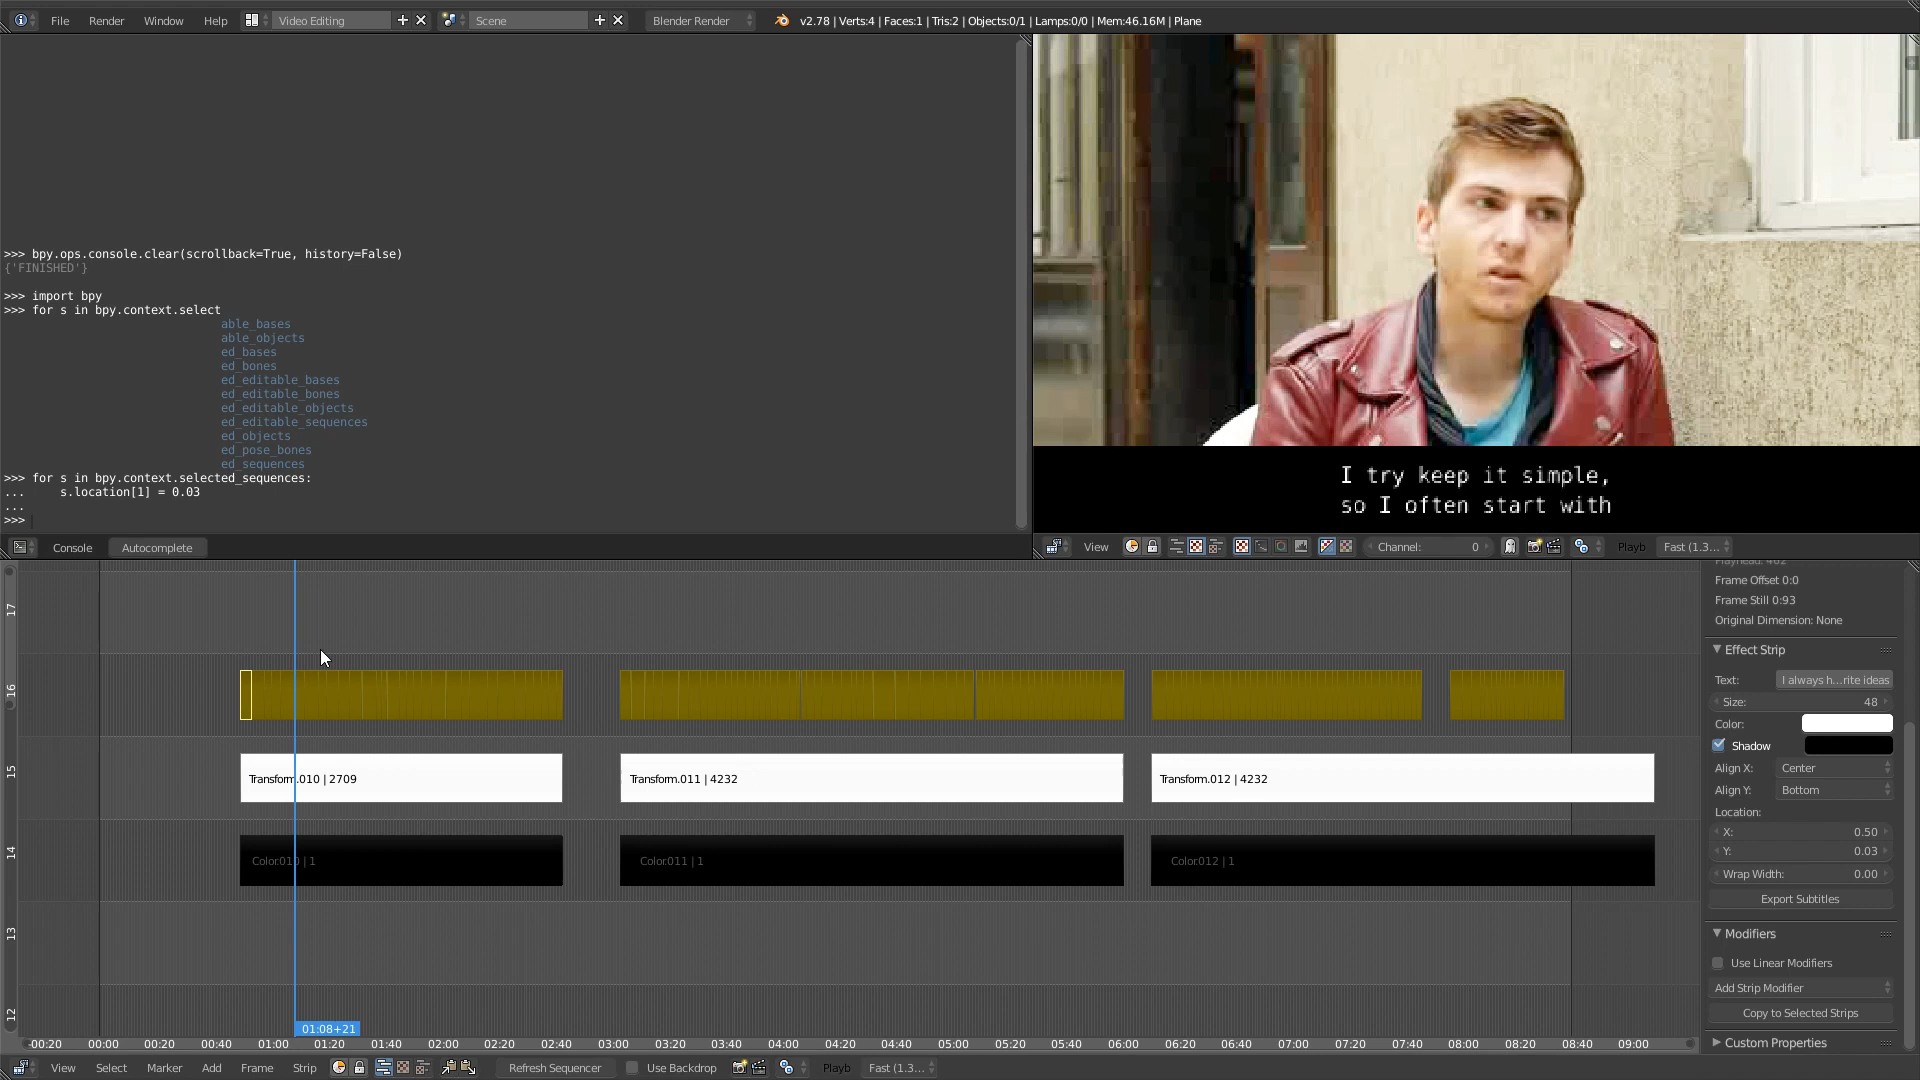 File Render Window Help Video Editing Scene Blender Render v2.78 | Verts:4 | Faces:1 | Tris:2 | Objects:0/1 | Lamps:0/0 | Mem:46.16M | Plane
>>> bpy.ops.console.clear(scrollback=True, history=False)
{'FINISHED'}
>>> import bpy
>>> for s in bpy.context.select
able_bases
able_objects
ed_bases
ed_bones
ed_editable_bases
ed_editable_bones
ed_editable_objects
ed_editable_sequences
ed_objects
ed_pose_bones
ed_sequences
>>> for s in bpy.context.selected_sequences:
... s.location[1] = 0.03
...
>>>
Console Autocomplete
I try keep it simple,
so I often start with
View Channel: 0 Playb Fast (1.3...
17
16
15
14
13
12
Transform.010 | 2709
Transform.011 | 4232
Transform.012 | 4232
Color.010 | 1
Color.011 | 1
Color.012 | 1
01:08+21
-00:20 00:00 00:20 00:40 01:00 01:20 01:40 02:00 02:20 02:40 03:00 03:20 03:40 04:00 04:20 04:40 05:00 05:20 05:40 06:00 06:20 06:40 07:00 07:20 07:40 08:00 08:20 08:40 09:00
View Select Marker Add Frame Strip Refresh Sequencer Use Backdrop Playb Fast (1.3...
Frame Offset 0:0
Frame Still 0:93
Original Dimension: None
Effect Strip
Text: I always h...rite ideas
Size: 48
Color:
Shadow
Align X: Center
Align Y: Bottom
Location:
X: 0.50
Y: 0.03
Wrap Width: 0.00
Export Subtitles
Modifiers
Use Linear Modifiers
Add Strip Modifier
Copy to Selected Strips
Custom Properties